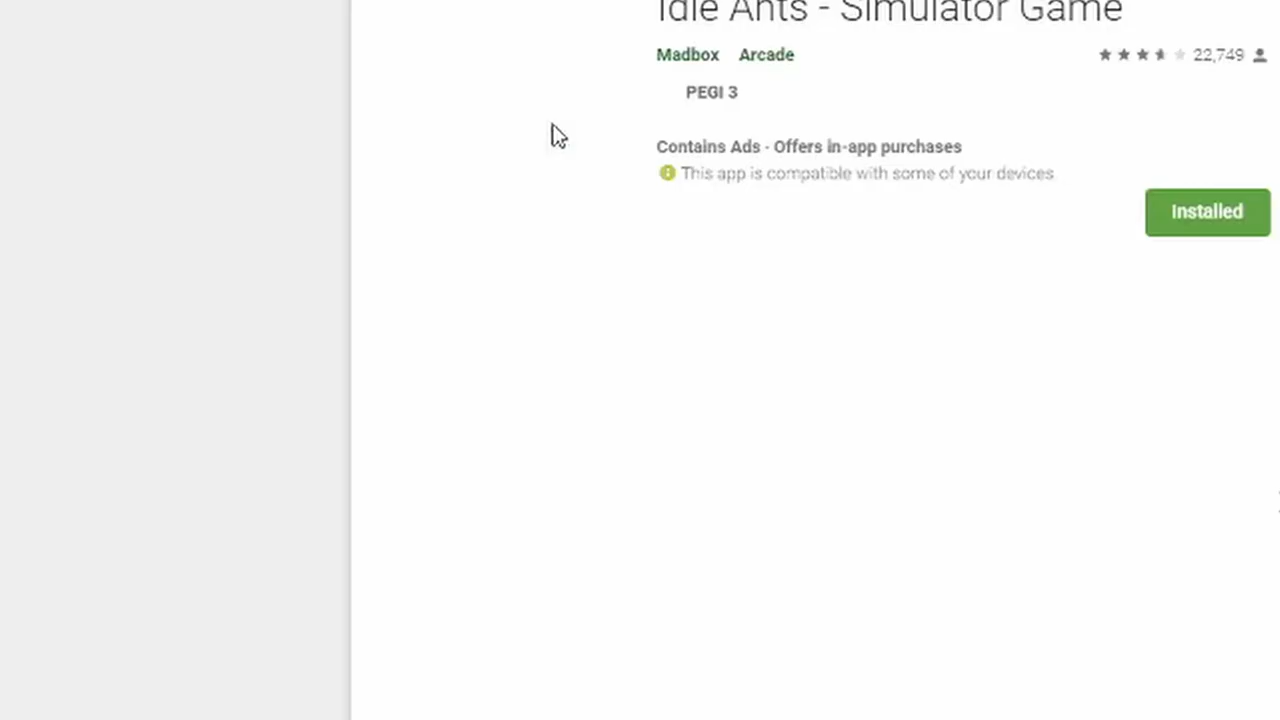 Idle Ants - Simulator Game
Madbox Arcade 22,749
PEGI 3
Contains Ads · Offers in-app purchases
This app is compatible with some of your devices
Installed